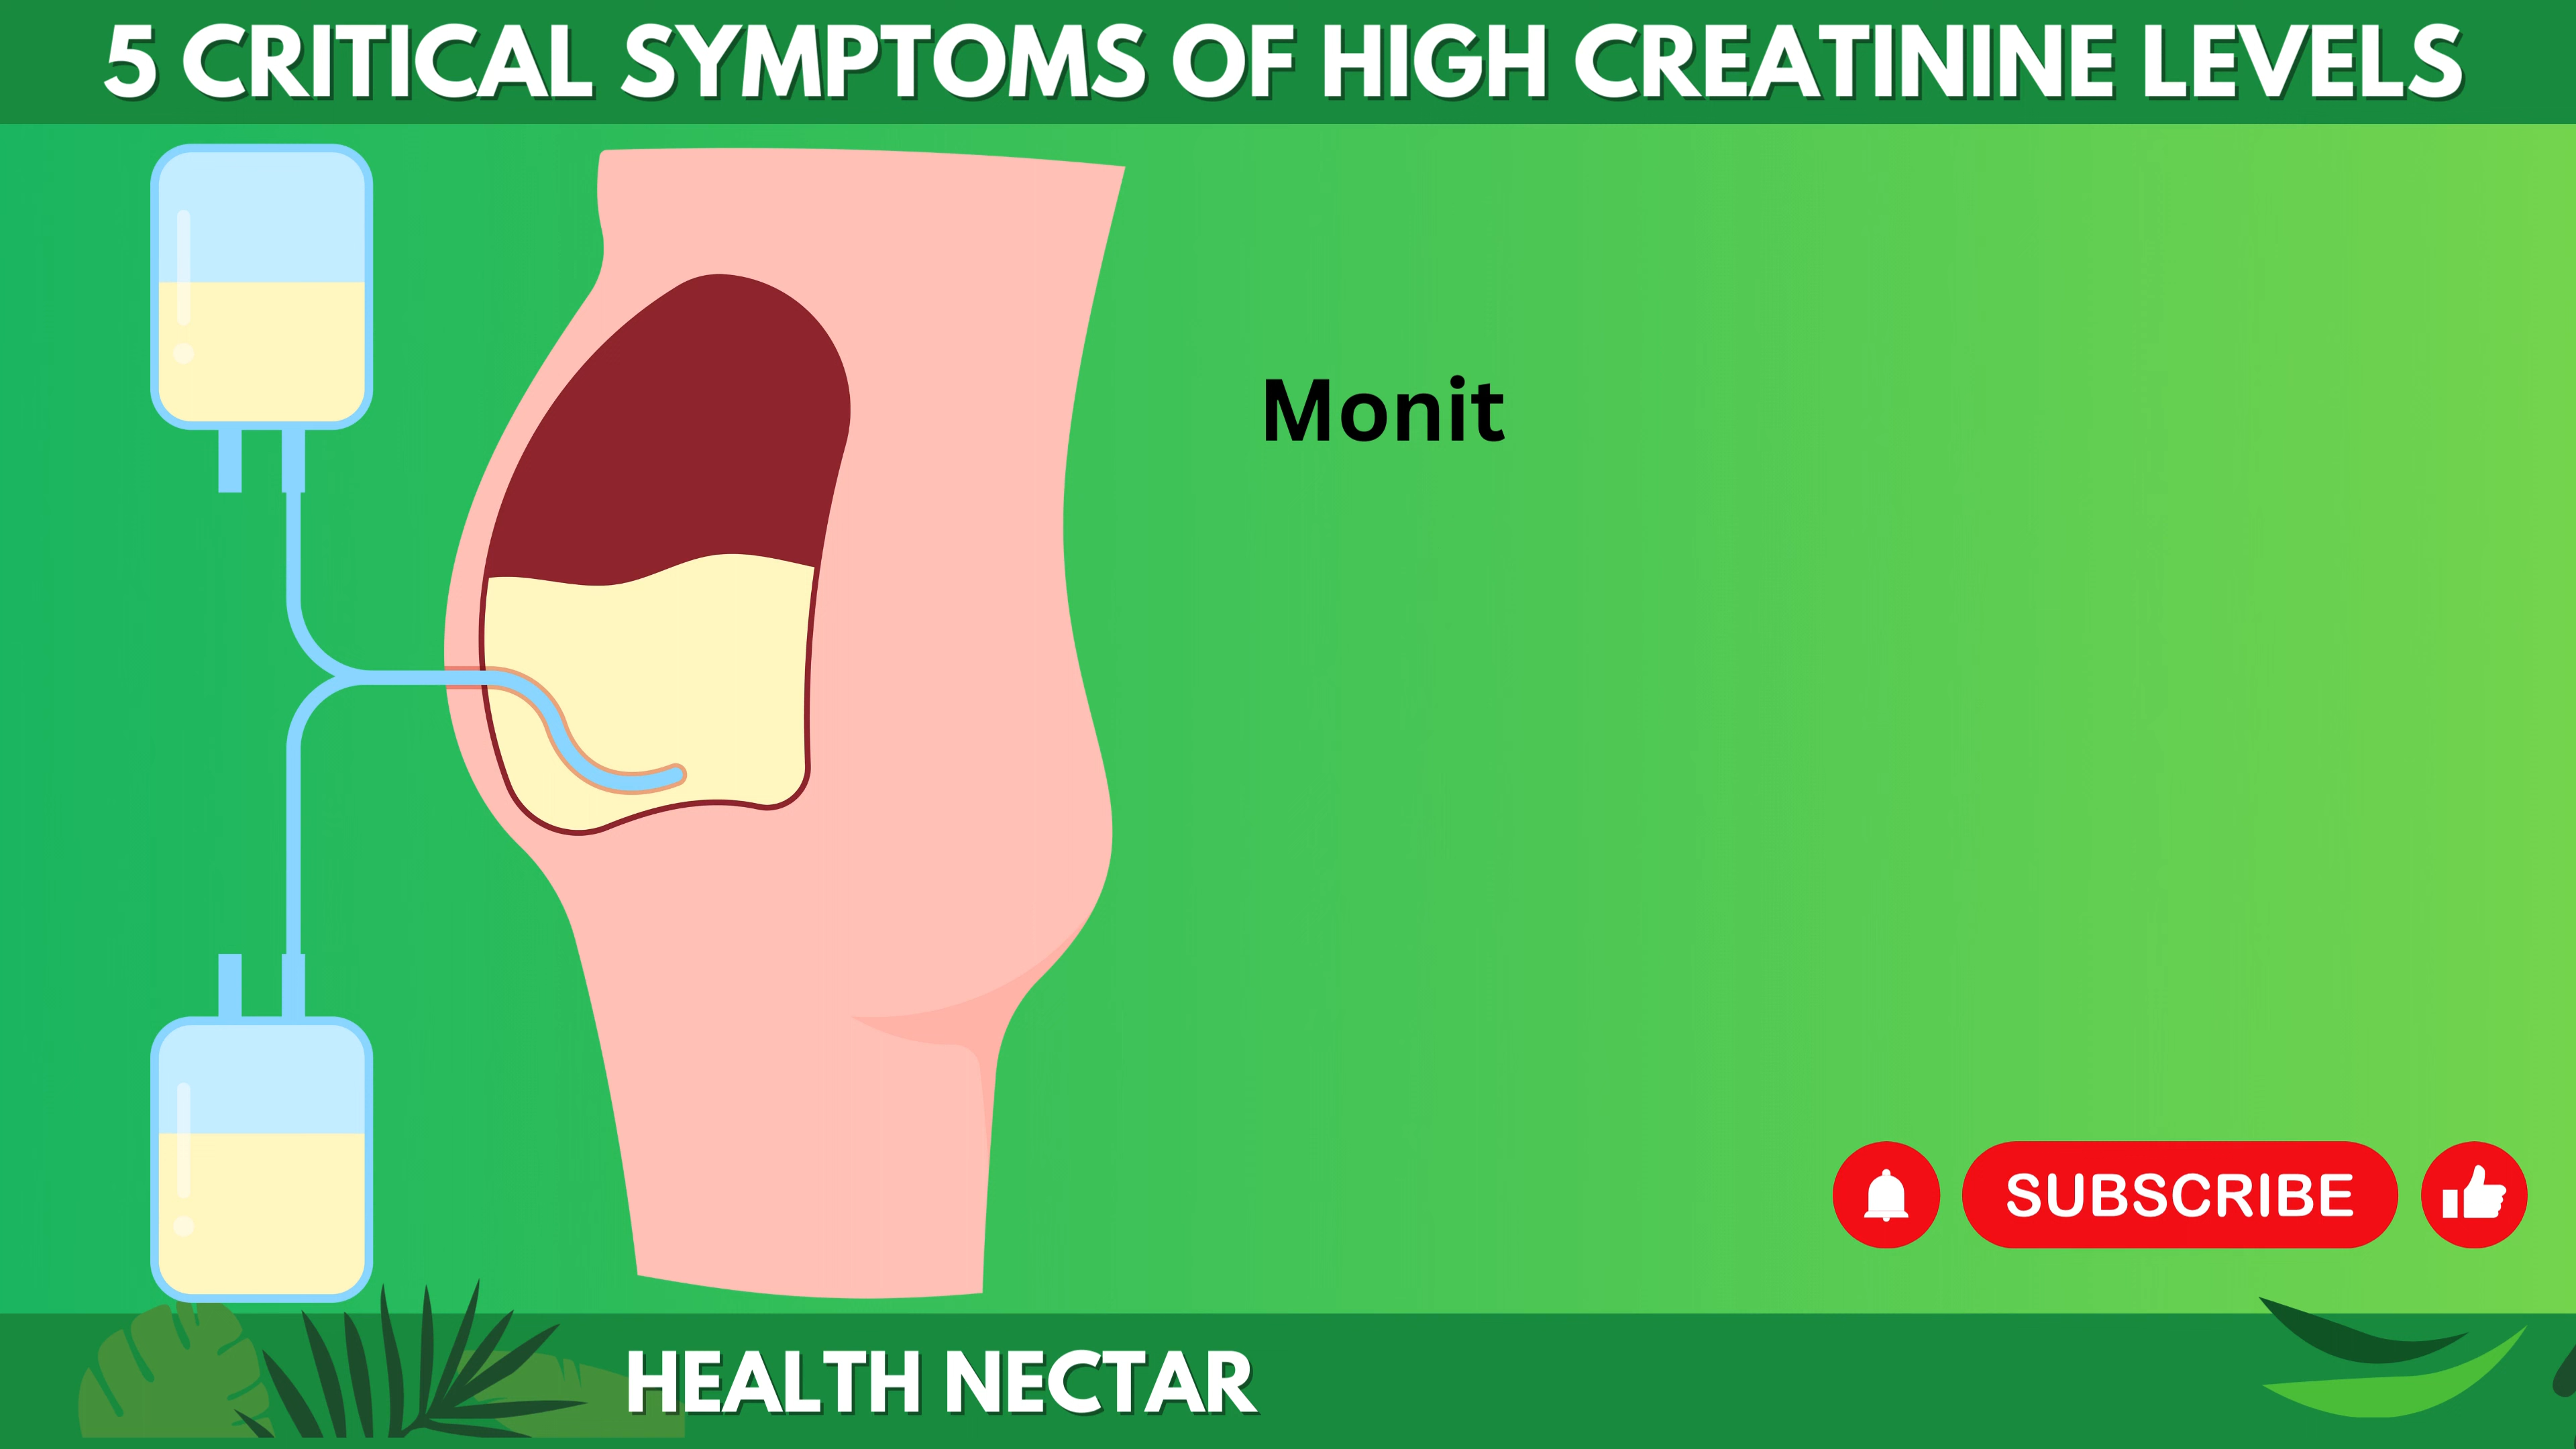 5 CRITICAL SYMPTOMS OF HIGH CREATININE LEVELS
Monit
SUBSCRIBE
HEALTH NECTAR